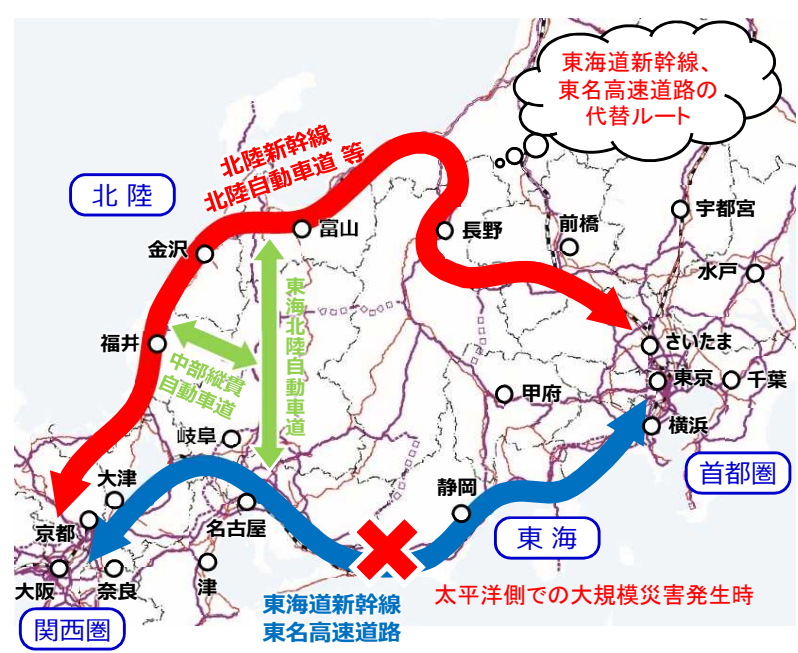 東海道新幹線、
東名高速道路の
代替ルート
北陸新幹線
北陸自動車道 等
北 陸
宇都宮
富山
長野
前橋
金沢
水戸
東海北陸自動車道
福井
さいたま
中部縦貫
自動車道
東京
千葉
甲府
横浜
岐阜
首都圏
大津
静岡
名古屋
京都
東 海
大阪
奈良
津
太平洋側での大規模災害発生時
東海道新幹線
東名高速道路
関西圏